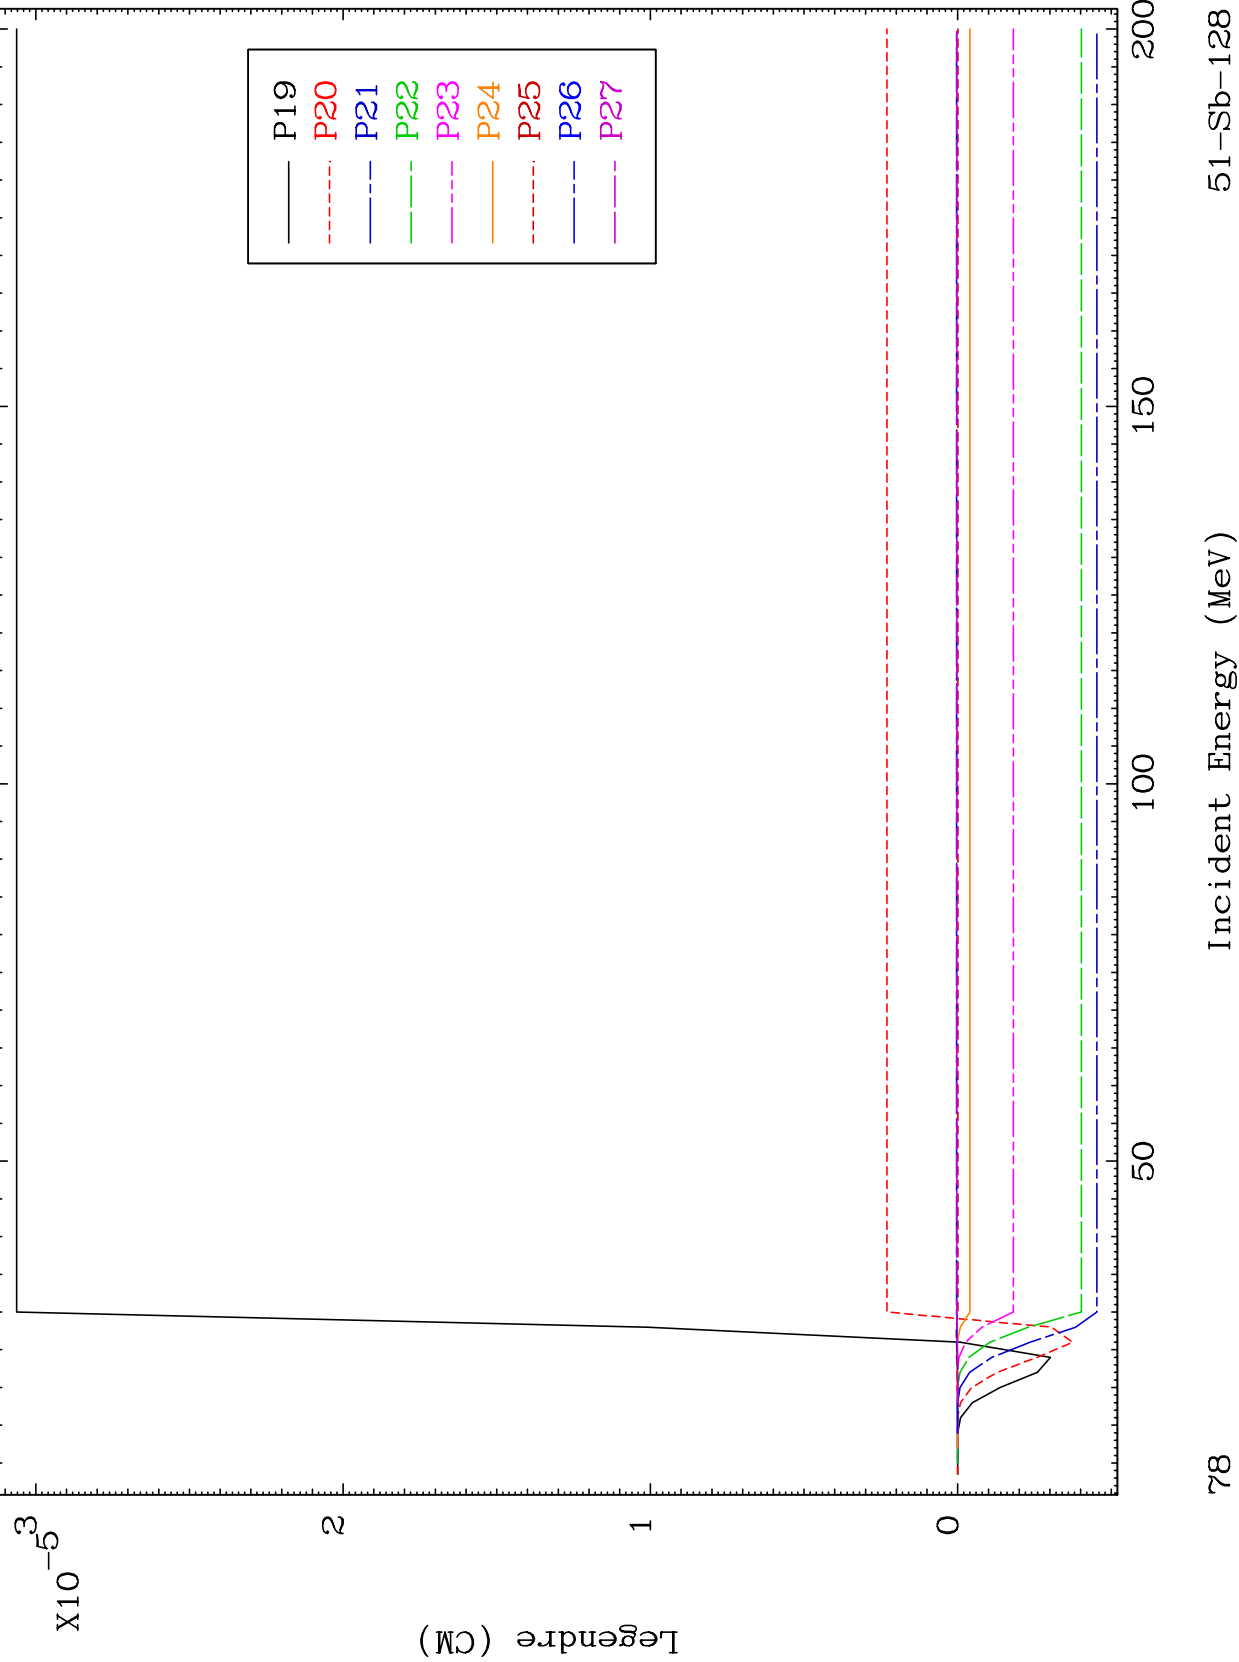 X10-5
3
2
1
0
Legendre (CM)
P19
P20
P21
P22
P23
P24
P25
P26
P27
50
100
150
200
Incident Energy (MeV)
78
51-Sb-128